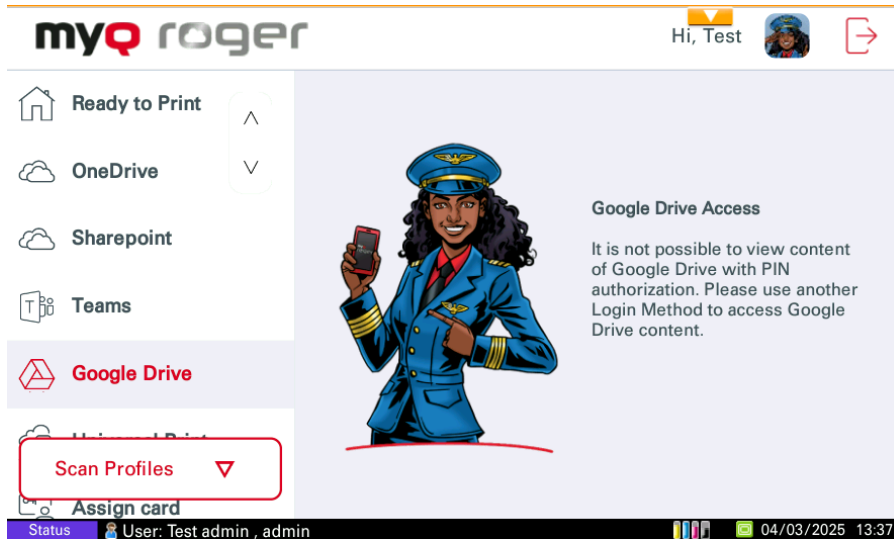 myQ roger
Hi, Test
Ready to Print
OneDrive
Sharepoint
Teams
Google Drive
Universal Print
Scan Profiles
Assign card
Google Drive Access
It is not possible to view content
of Google Drive with PIN
authorization. Please use another
Login Method to access Google
Drive content.
Status
User: Test admin , admin
04/03/2025 13:37